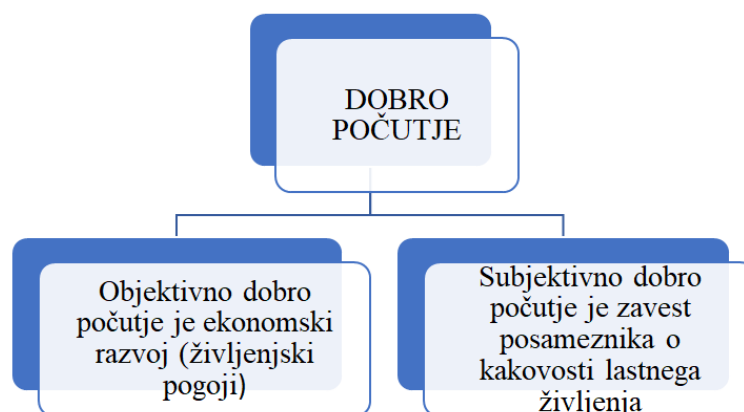 DOBRO
POČUTJE
Objektivno dobro
počutje je ekonomski
razvoj (življenjski
pogoji)
Subjektivno dobro
počutje je zavest
posameznika o
kakovosti lastnega
življenja